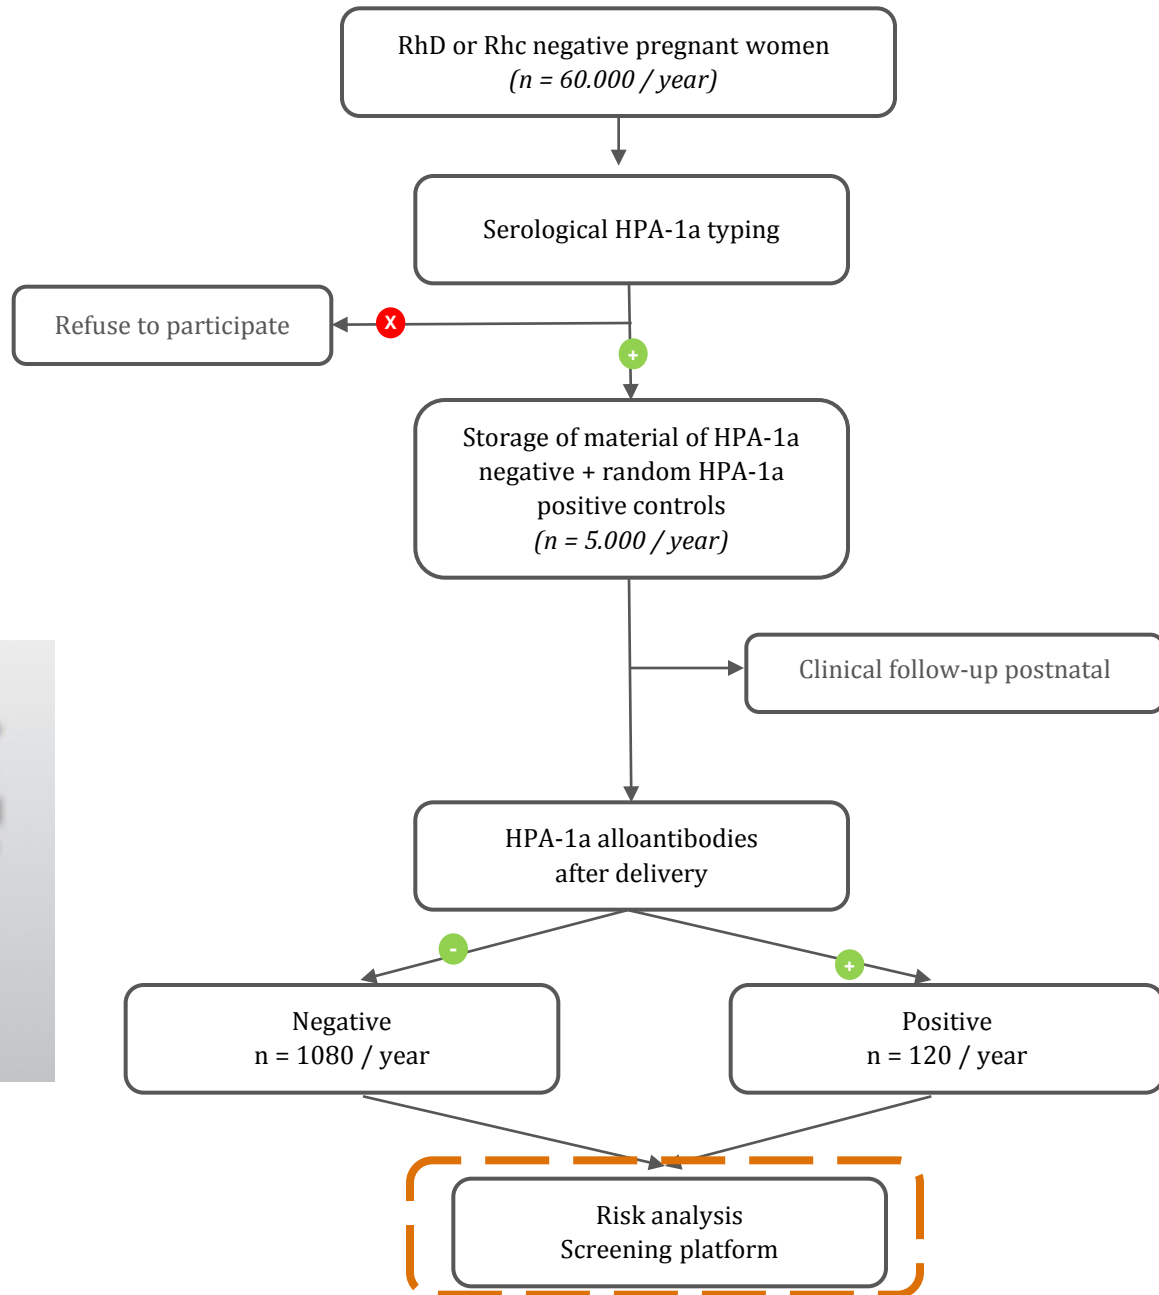 RhD or Rhc negative pregnant women
(n = 60.000 / year)
Serological HPA-1a typing
Refuse to participate
X
+
Storage of material of HPA-1a
negative + random HPA-1a
positive controls
(n = 5.000 / year)
Clinical follow-up postnatal
HPA-1a alloantibodies
after delivery
-
+
Negative
n = 1080 / year
Positive
n = 120 / year
Risk analysis
Screening platform